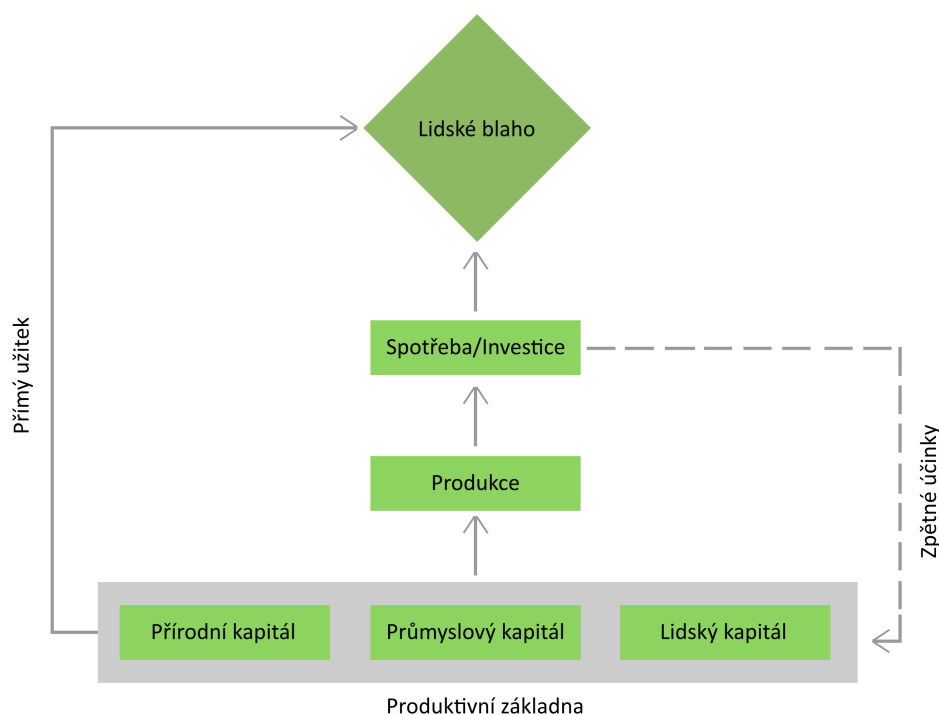 Lidské blaho
Přímý užitek
Spotřeba/Investice
Zpětné účinky
Produkce
Přírodní kapitál
Průmyslový kapitál
Lidský kapitál
Produktivní základna